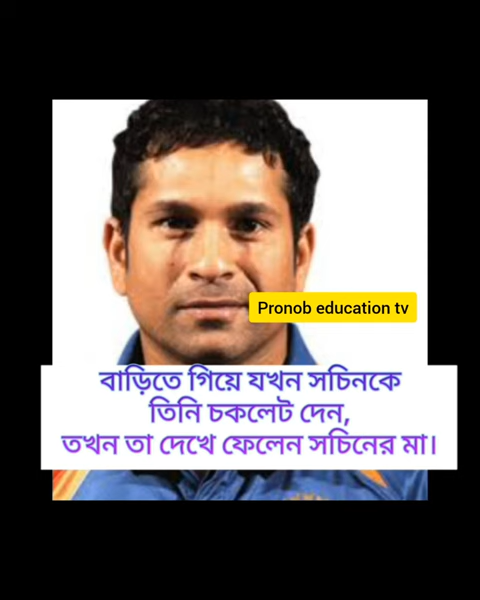 Pronob education tv
বাড়িতে গিয়ে যখন সচিনকে
তিনি চকলেট দেন,
তখন তা দেখে ফেলেন সচিনের মা।